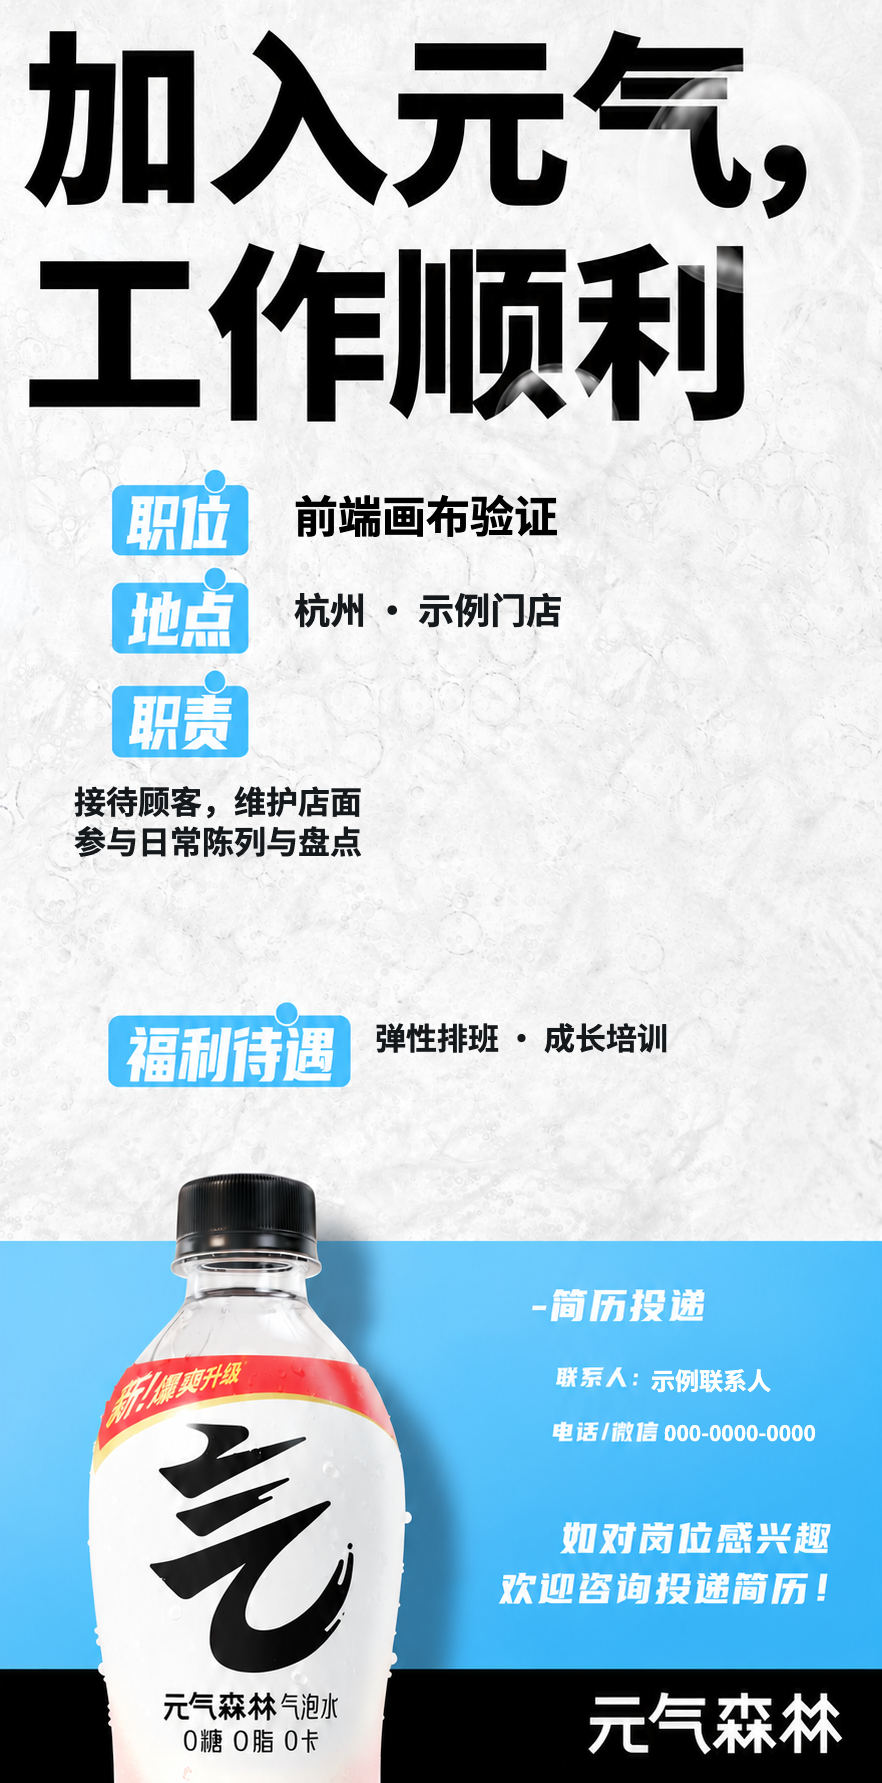 加入元气,
工作顺利
职位 前端画布验证
地点 杭州 · 示例门店
职责
接待顾客，维护店面
参与日常陈列与盘点
福利待遇 弹性排班 · 成长培训
-简历投递
联系人：示例联系人
电话/微信 000-0000-0000
如对岗位感兴趣
欢迎咨询投递简历！
新！爆爽升级
气
元气森林 气泡水
0糖 0脂 0卡
元气森林